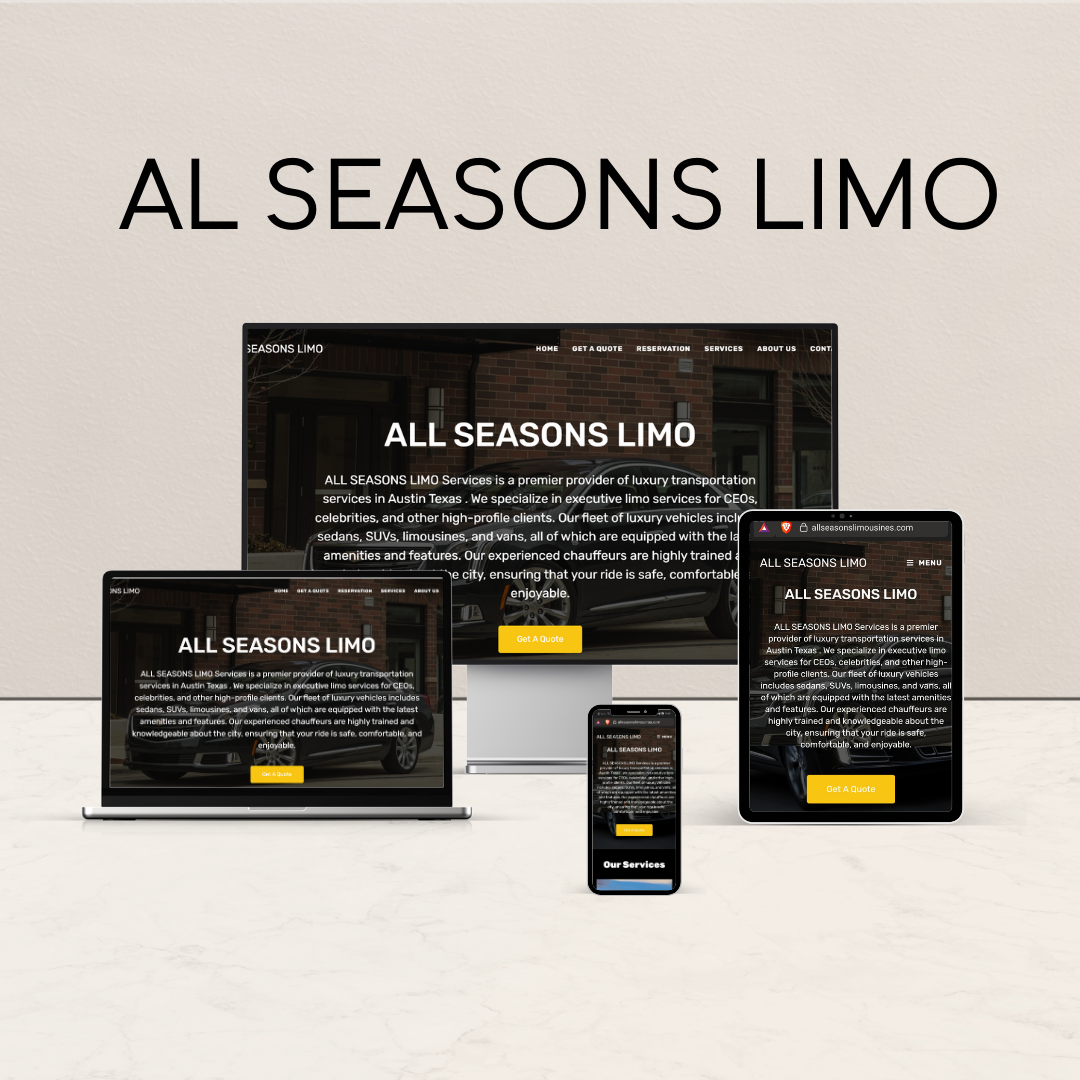 AL SEASONS LIMO
SEASONS LIMO
HOME GET A QUOTE RESERVATION SERVICES ABOUT US CONT
ALL SEASONS LIMO
ALL SEASONS LIMO Services is a premier provider of luxury transportation
services in Austin Texas . We specialize in executive limo services for CEOs,
celebrities, and other high-profile clients. Our fleet of luxury vehicles
sedans, SUVs, limousines, and vans, all of which are equipped with the
amenities and features. Our experienced chauffeurs are highly trained
the city, ensuring that your ride is safe, comfortable
enjoyable.
Get A Quote
NS LIMO
HOME GET A QUOTE RESERVATION SERVICES ABOUT US
ALL SEASONS LIMO
ALL SEASONS LIMO Services is a premier provider of luxury transportation
services in Austin Texas . We specialize in executive limo services for CEOs,
celebrities, and other high-profile clients. Our fleet of luxury vehicles includes
sedans, SUVs, limousines, and vans, all of which are equipped with the latest
amenities and features. Our experienced chauffeurs are highly trained and
knowledgeable about the city, ensuring that your ride is safe, comfortable, and
enjoyable.
Get A Quote
allseasonslimousines.com
ALL SEASONS LIMO
MENU
ALL SEASONS LIMO
ALL SEASONS LIMO Services is a premier
provider of luxury transportation services in
Austin Texas . We specialize in executive limo
services for CEOs, celebrities, and other high-
profile clients. Our fleet of luxury vehicles
includes sedans, SUVs, limousines, and vans, all
of which are equipped with the latest amenities
and features. Our experienced chauffeurs are
highly trained and knowledgeable about the
city, ensuring that your ride is safe,
comfortable, and enjoyable.
Get A Quote
allseasonslimousines.com
ALL SEASONS LIMO
MENU
ALL SEASONS LIMO
Our Services